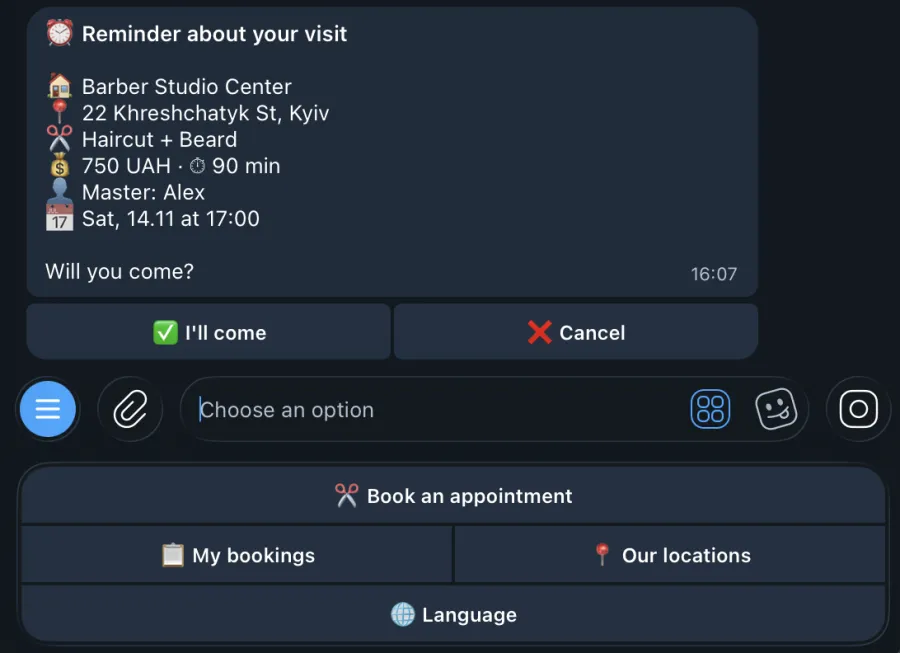 ⏰ Reminder about your visit
🏠 Barber Studio Center
📍 22 Khreshchatyk St, Kyiv
✂️ Haircut + Beard
💰 750 UAH · ⏱ 90 min
👤 Master: Alex
📅 Sat, 14.11 at 17:00
Will you come?
16:07
✅ I'll come
❌ Cancel
Choose an option
✂️ Book an appointment
📋 My bookings
📍 Our locations
🌐 Language